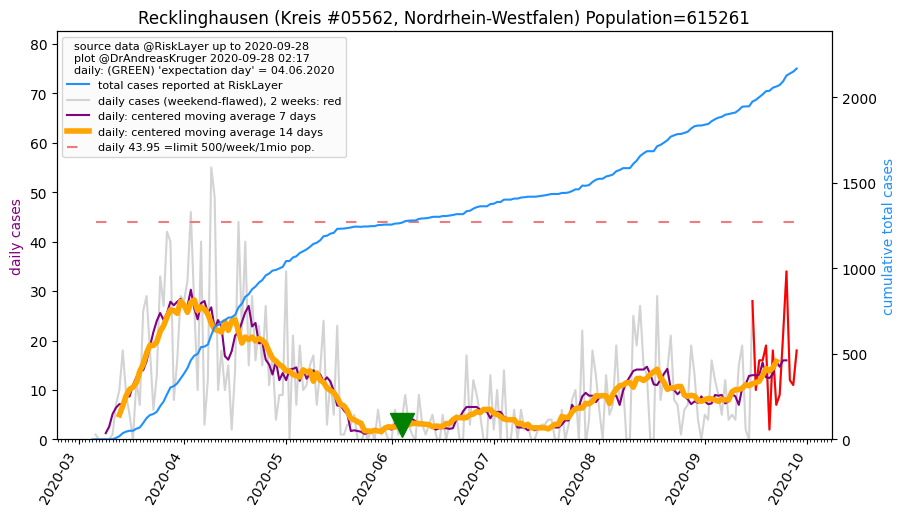 Recklinghausen (Kreis #05562, Nordrhein-Westfalen) Population=615261
source data @RiskLayer up to 2020-09-28
plot @DrAndreasKruger 2020-09-28 02:17
daily: (GREEN) 'expectation day' = 04.06.2020
total cases reported at RiskLayer
daily cases (weekend-flawed), 2 weeks: red
daily: centered moving average 7 days
daily: centered moving average 14 days
daily 43.95 =limit 500/week/1mio pop.
daily cases
80
70
60
50
40
30
20
10
0
cumulative total cases
2000
1500
1000
500
0
2020-03
2020-04
2020-05
2020-06
2020-07
2020-08
2020-09
2020-10